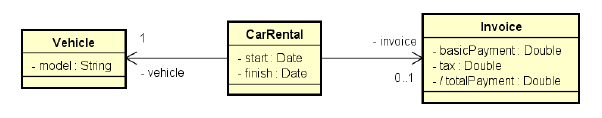 Vehicle
- model : String
1
- vehicle
CarRental
- start : Date
- finish : Date
- invoice
0..1
Invoice
- basicPayment : Double
- tax : Double
- / totalPayment : Double